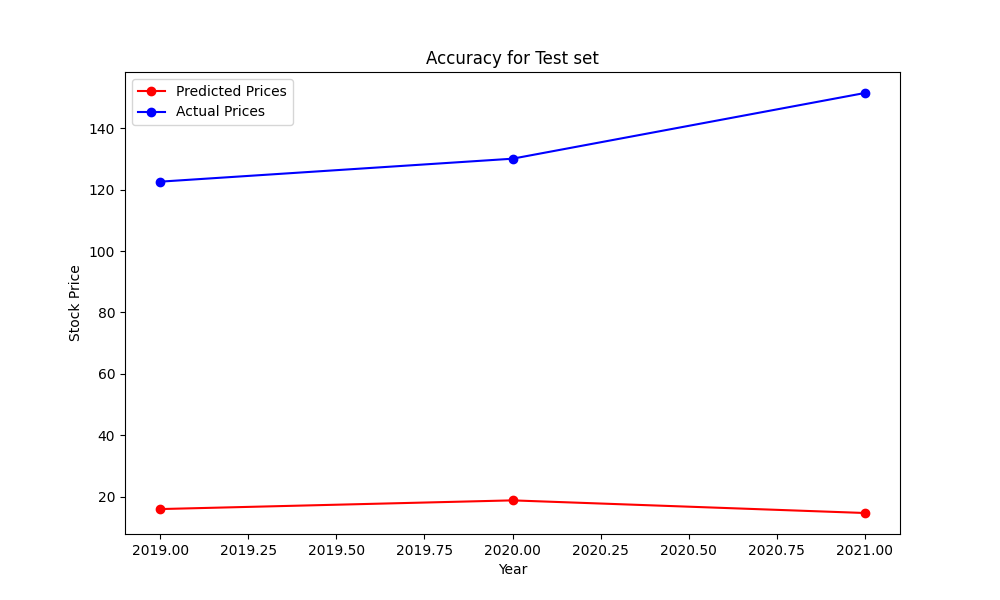 Accuracy for Test set
Predicted Prices
Actual Prices
Stock Price
140
120
100
80
60
40
20
2019.00 2019.25 2019.50 2019.75 2020.00 2020.25 2020.50 2020.75 2021.00
Year